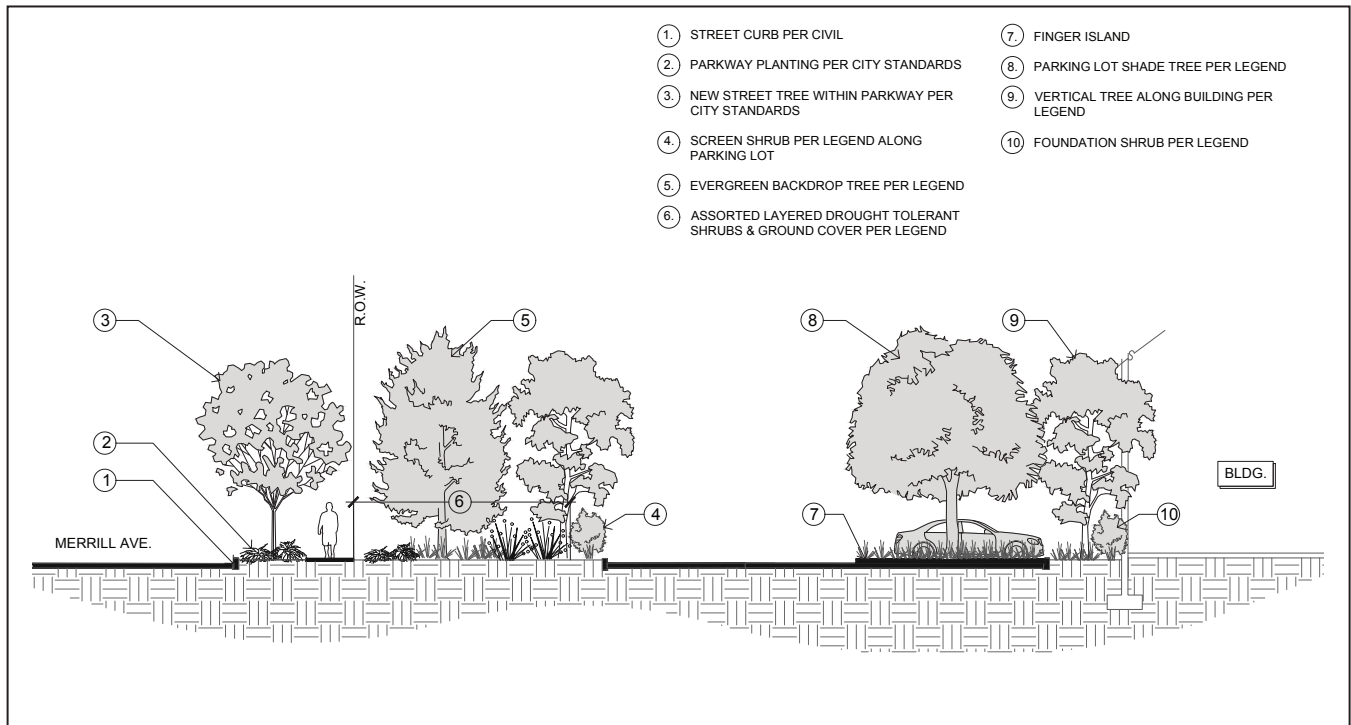 1. STREET CURB PER CIVIL
2. PARKWAY PLANTING PER CITY STANDARDS
3. NEW STREET TREE WITHIN PARKWAY PER
CITY STANDARDS
4. SCREEN SHRUB PER LEGEND ALONG
PARKING LOT
5. EVERGREEN BACKDROP TREE PER LEGEND
6. ASSORTED LAYERED DROUGHT TOLERANT
SHRUBS & GROUND COVER PER LEGEND
7. FINGER ISLAND
8. PARKING LOT SHADE TREE PER LEGEND
9. VERTICAL TREE ALONG BUILDING PER
LEGEND
10 FOUNDATION SHRUB PER LEGEND
R.O.W.
3
5
8
9
2
1
6
4
7
10
BLDG.
MERRILL AVE.